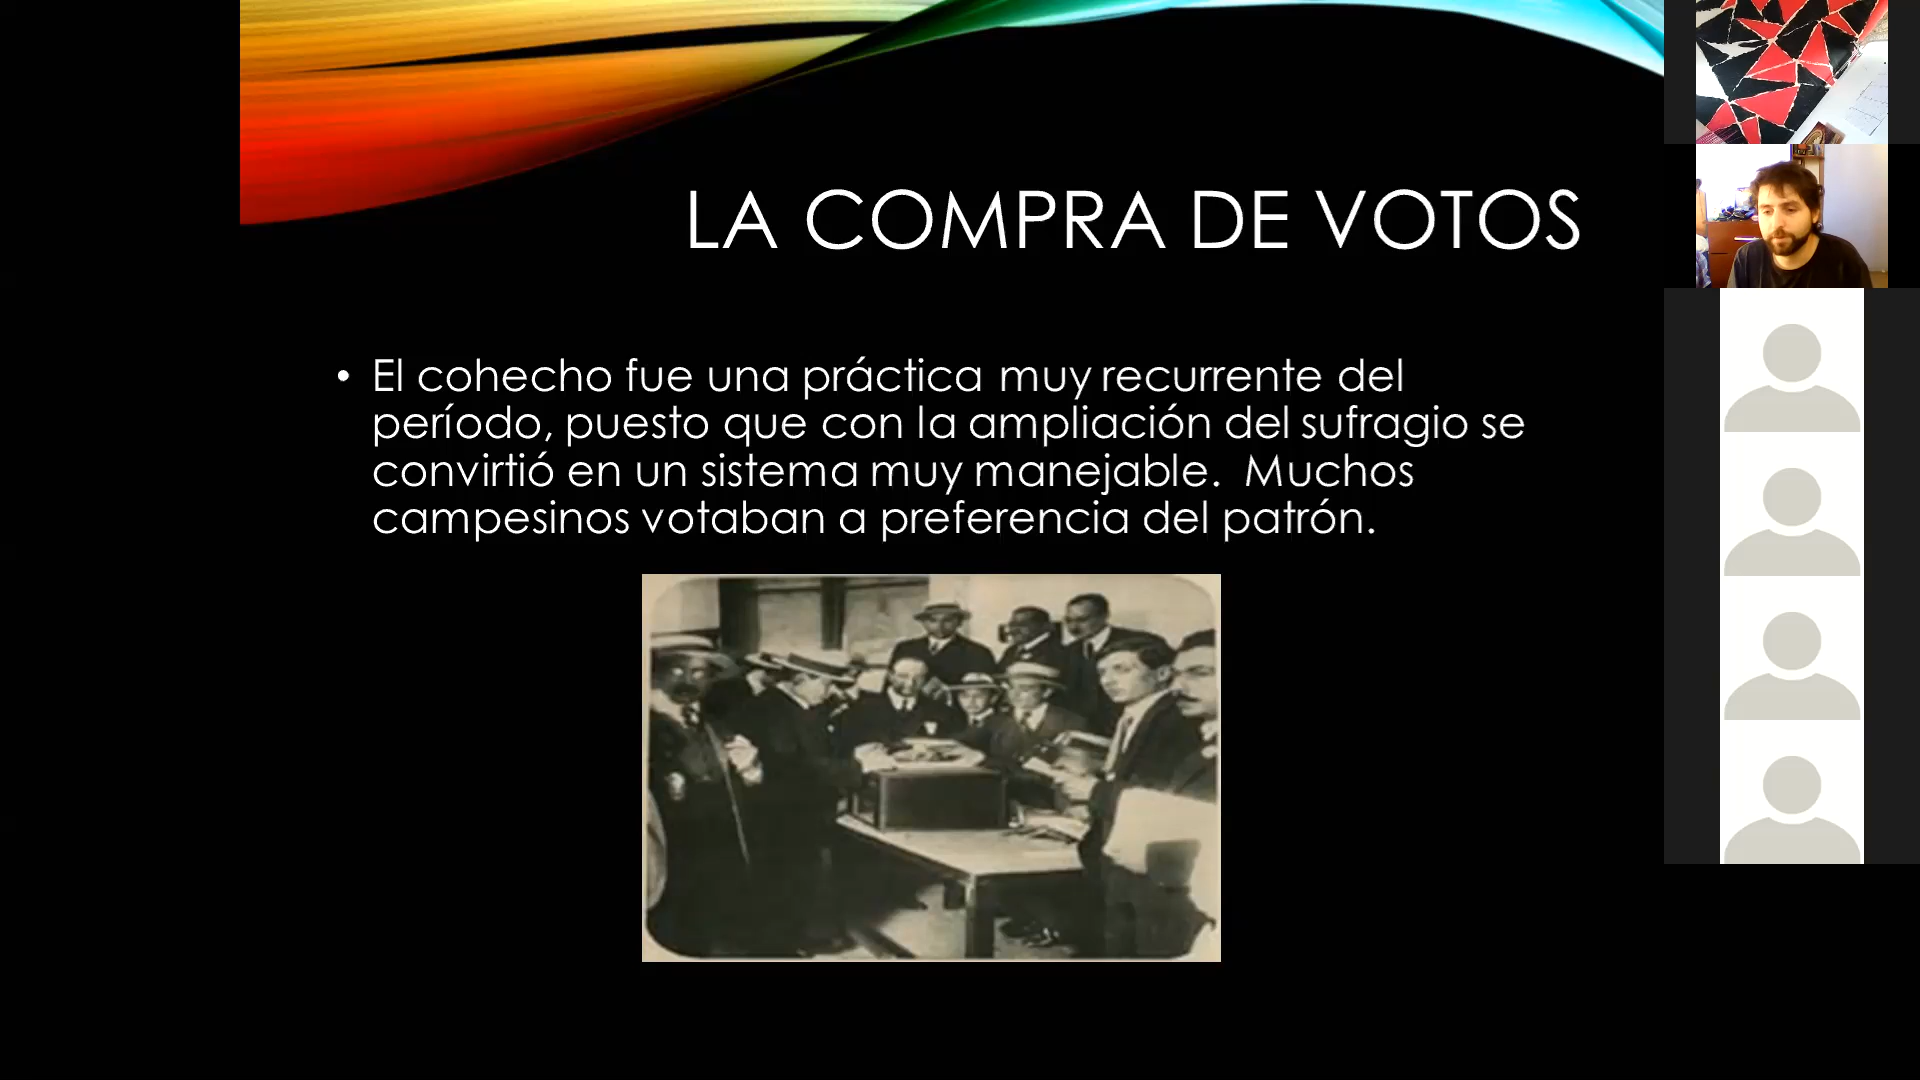 LA COMPRA DE VOTOS
• El cohecho fue una práctica muy recurrente del
período, puesto que con la ampliación del sufragio se
convirtió en un sistema muy manejable.  Muchos
campesinos votaban a preferencia del patrón.